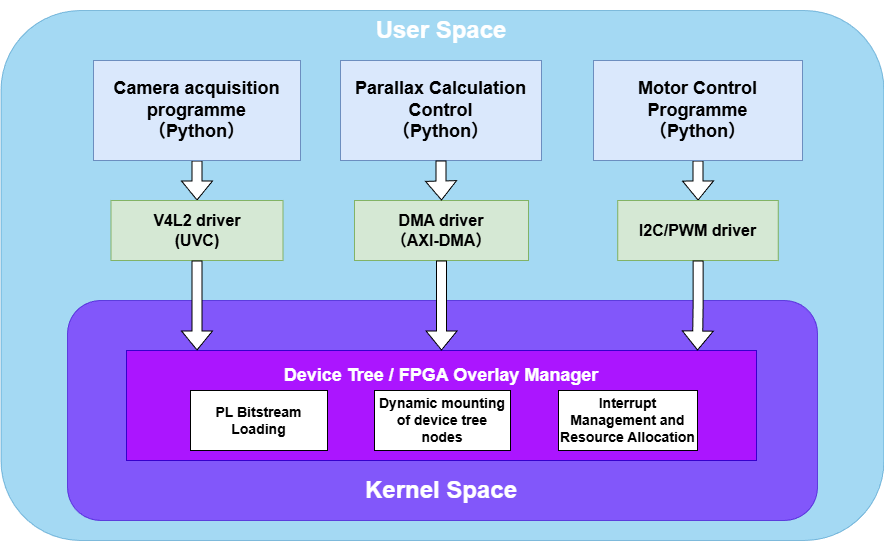 User Space
Camera acquisition
programme
（Python）
Parallax Calculation
Control
（Python）
Motor Control
Programme
（Python）
V4L2 driver
(UVC)
DMA driver
（AXI-DMA）
I2C/PWM driver
Device Tree / FPGA Overlay Manager
PL Bitstream
Loading
Dynamic mounting
of device tree
nodes
Interrupt
Management and
Resource Allocation
Kernel Space